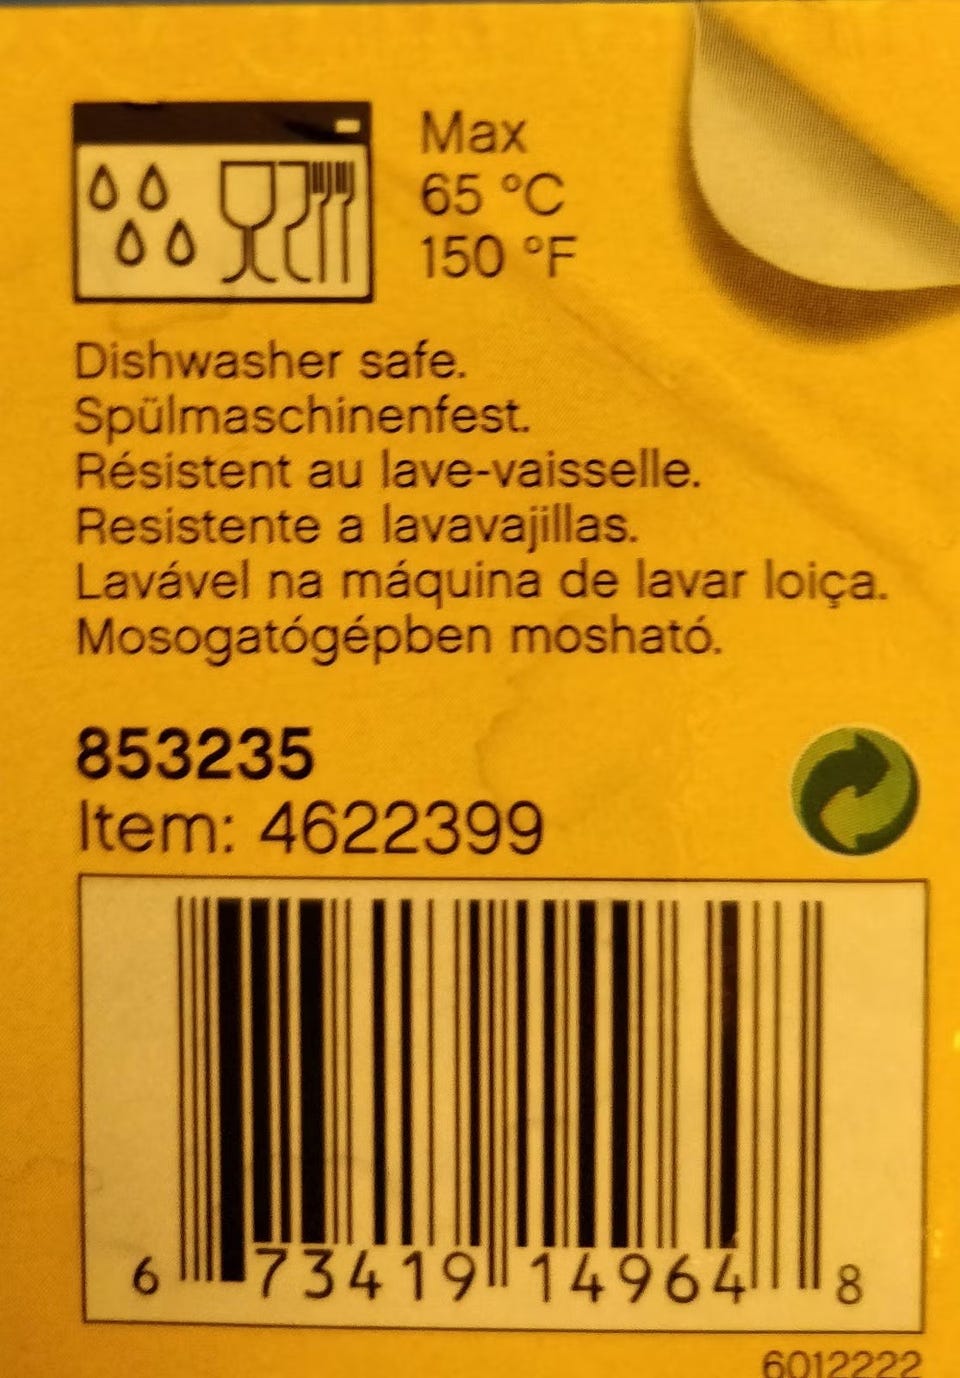 Max
65 °C
150 °F
Dishwasher safe.
Spülmaschinenfest.
Résistent au lave-vaisselle.
Resistente a lavavajillas.
Lavável na máquina de lavar loiça.
Mosogatógépben mosható.
853235
Item: 4622399
6 73419 14964 8
6012222